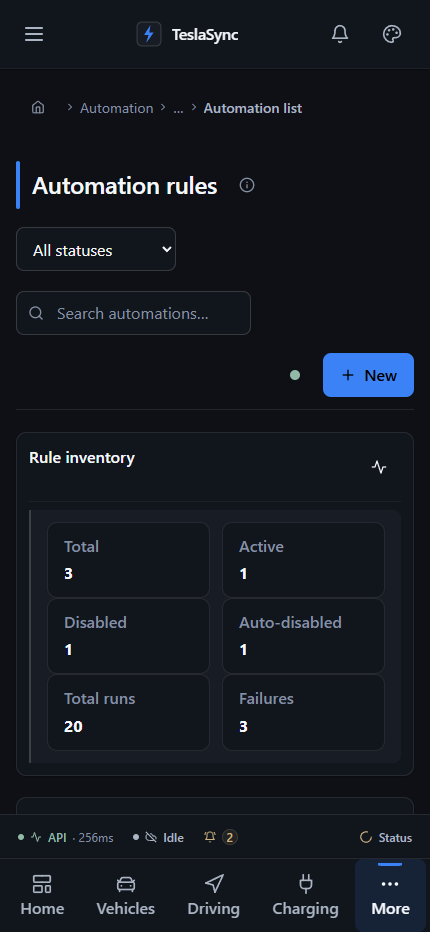 TeslaSync
Automation
...
Automation list
Automation rules
All statuses
Search automations...
New
Rule inventory
Total
3
Active
1
Disabled
1
Auto-disabled
1
Total runs
20
Failures
3
API · 256ms
Idle
2
Status
Home
Vehicles
Driving
Charging
More